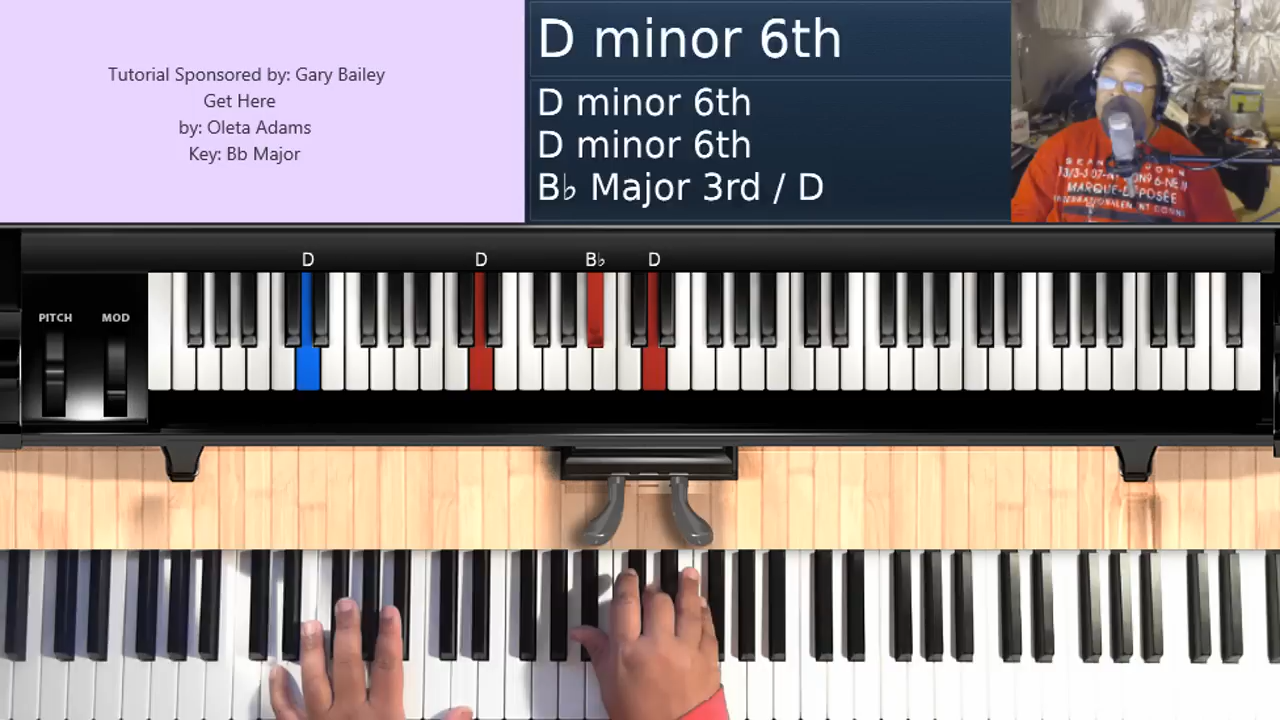 Tutorial Sponsored by: Gary Bailey
Get Here
by: Oleta Adams
Key: Bb Major
D minor 6th
D minor 6th
D minor 6th
B♭ Major 3rd / D
D D B♭ D
PITCH MOD